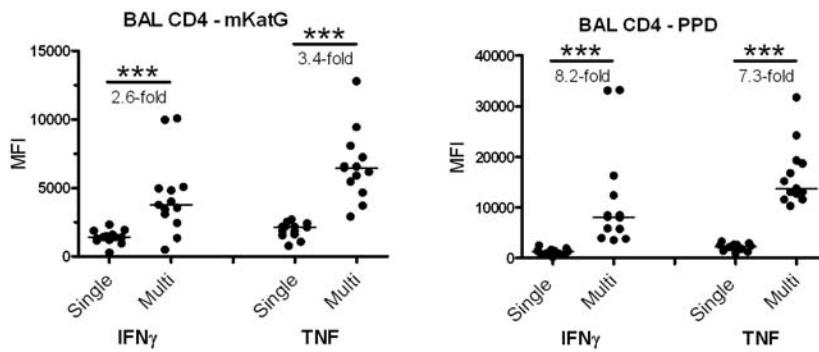 BAL CD4 - mKatG
15000
10000
5000
0
MFI
***
2.6-fold
***
3.4-fold
Single
Multi
Single
Multi
IFNγ
TNF
BAL CD4 - PPD
40000
30000
20000
10000
0
MFI
***
8.2-fold
***
7.3-fold
Single
Multi
Single
Multi
IFNγ
TNF